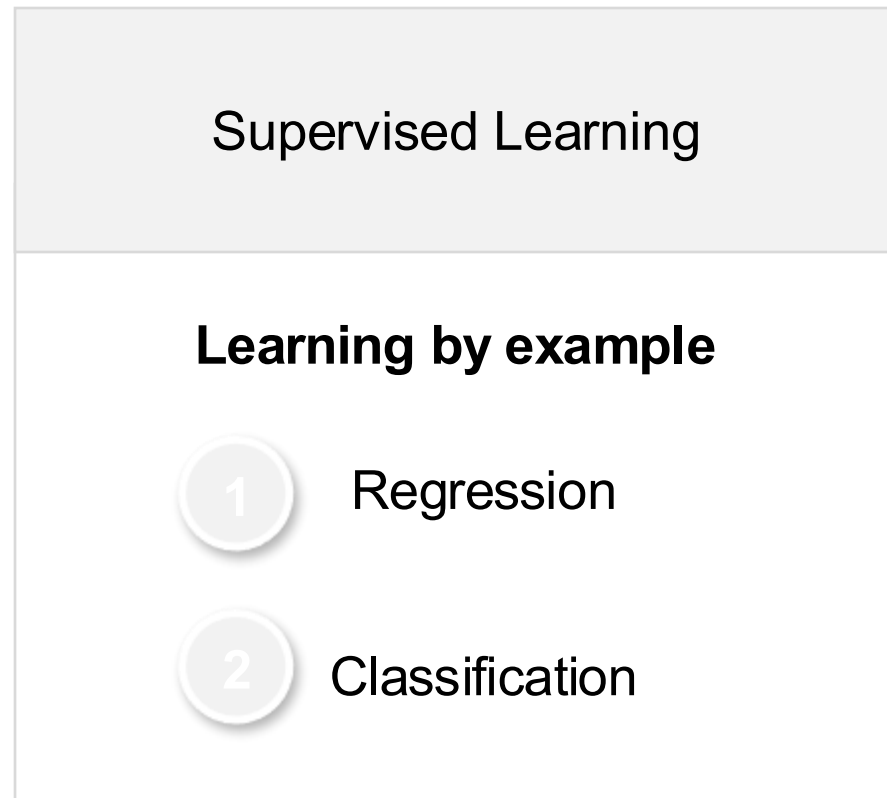 Supervised Learning
Learning by example
1 Regression
2 Classification